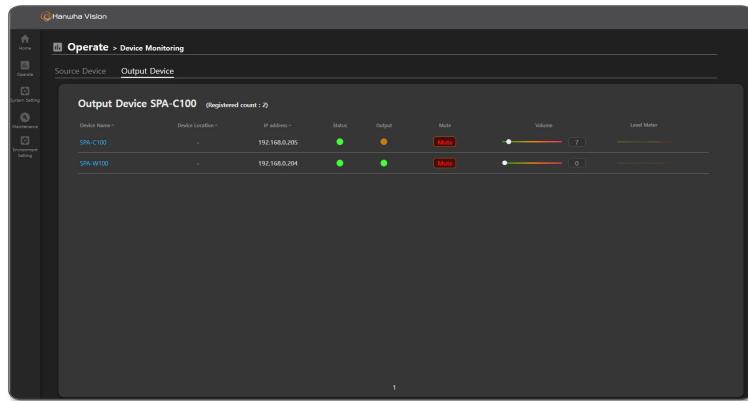 Hanwha Vision
Home
Operate
System Setting
Maintenance
Environment
Setting
Operate > Device Monitoring
Source Device Output Device
Output Device SPA-C100 (Registered count : 2)
Device Name Device Location IP address Status Output Mute Volume Level Meter
SPA-C100 - 192.168.0.205 Mute 7
SPA-W100 - 192.168.0.204 Mute 0
1